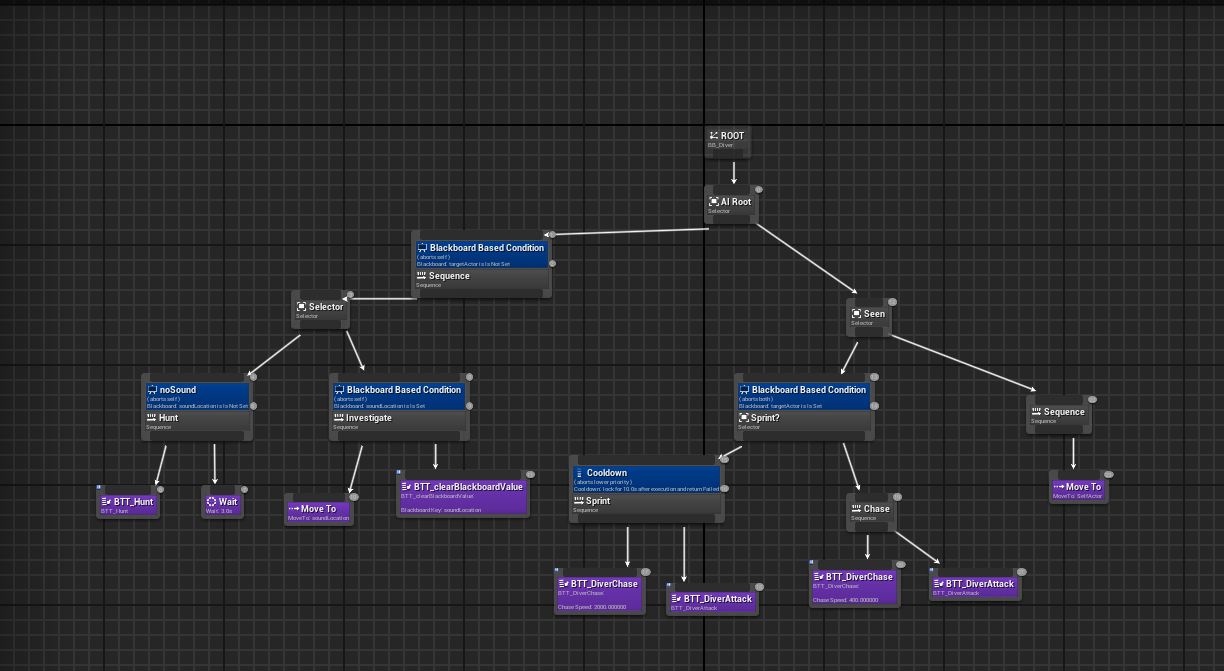 ROOT
BB_Diver
AI Root
Selector
Blackboard Based Condition
( aborts self )
Blackboard: targetActor is Is Not Set
Sequence
Sequence
Selector
Selector
Seen
Selector
noSound
( aborts self )
Blackboard: soundLocation is Is Not Set
Hunt
Sequence
Blackboard Based Condition
( aborts self )
Blackboard: soundLocation is Is Set
Investigate
Sequence
Blackboard Based Condition
( aborts both )
Blackboard: targetActor is Is Set
Sprint?
Selector
Sequence
Sequence
BTT_Hunt
BTT_Hunt
Wait
Wait: 3.0s
Move To
MoveTo: soundLocation
BTT_clearBlackboardValue
BTT_clearBlackboardValue:
Blackboard Key: soundLocation
Cooldown
( aborts lower priority )
Cooldown: lock for 10.0s after execution and return Failed
Sprint
Sequence
Chase
Sequence
Move To
MoveTo: SelfActor
BTT_DiverChase
BTT_DiverChase:
Chase Speed: 2000.000000
BTT_DiverAttack
BTT_DiverAttack
BTT_DiverChase
BTT_DiverChase:
Chase Speed: 400.000000
BTT_DiverAttack
BTT_DiverAttack